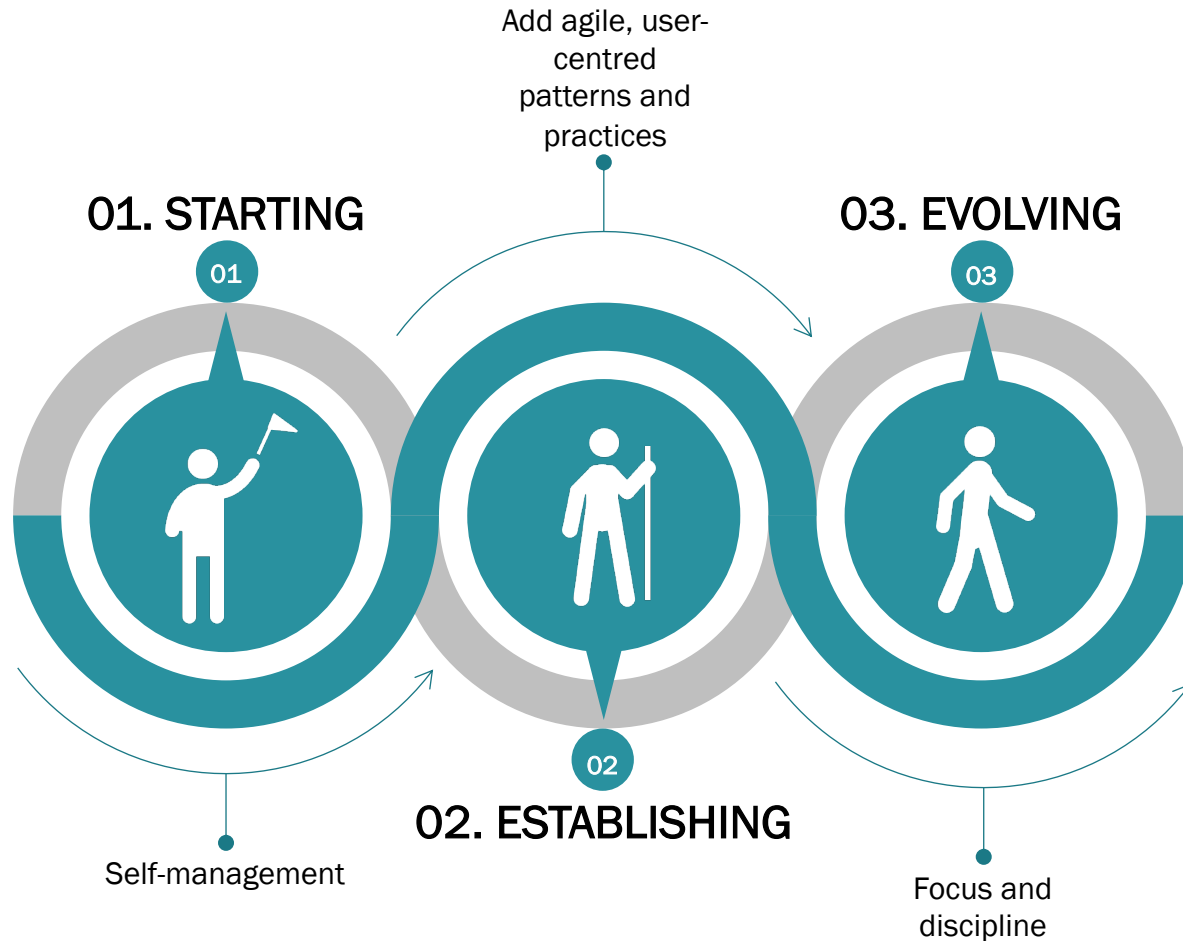 Add agile, user-
centred
patterns and
practices
01. STARTING
03. EVOLVING
01
03
02
02. ESTABLISHING
Self-management
Focus and
discipline